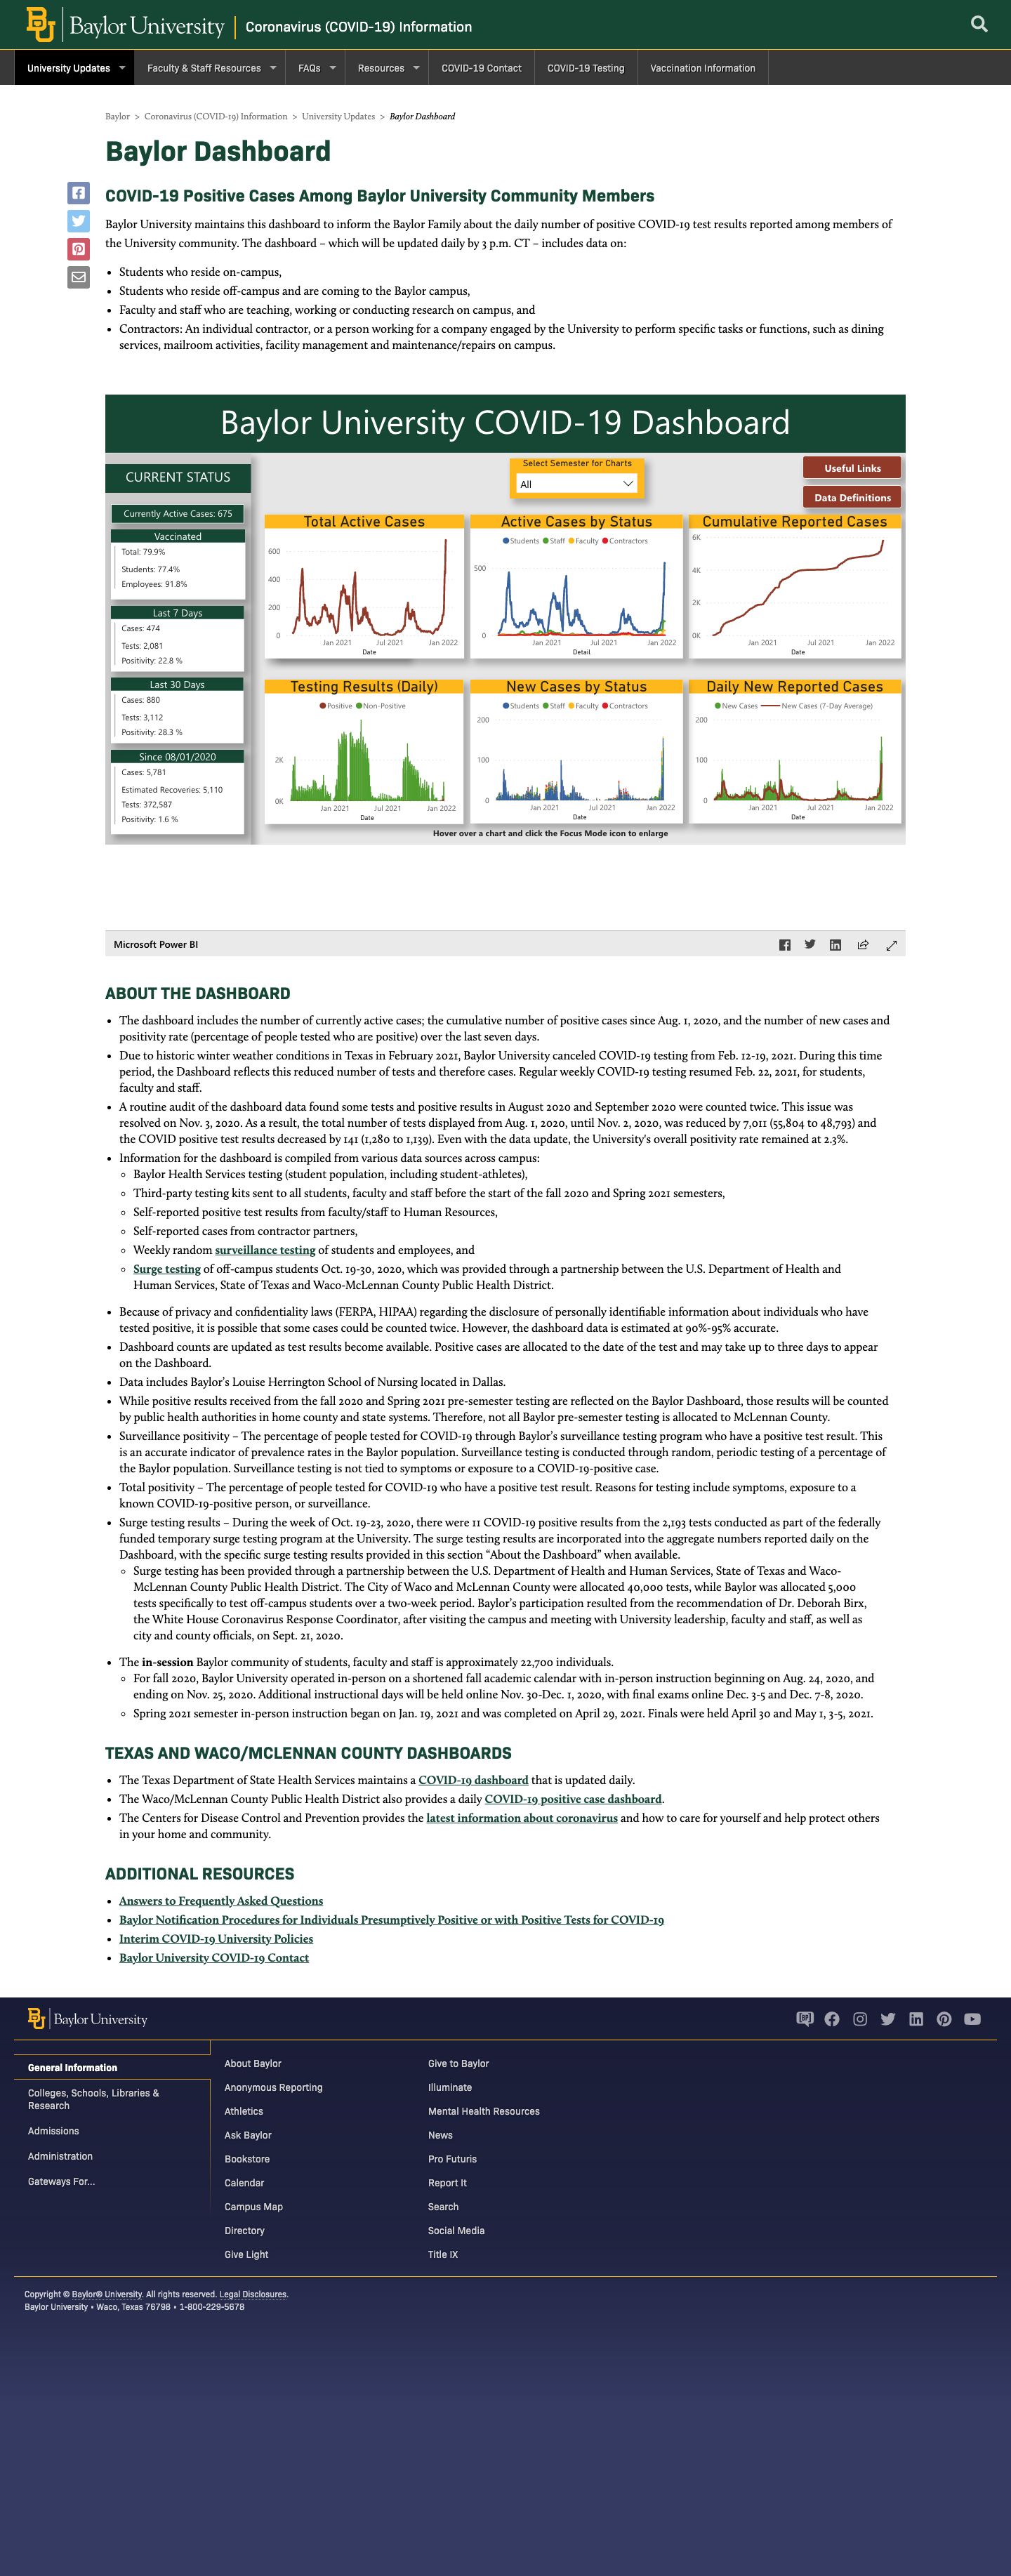 BU Baylor University | Coronavirus (COVID-19) Information
University Updates
Faculty & Staff Resources
FAQs
Resources
COVID-19 Contact
COVID-19 Testing
Vaccination Information
Baylor > Coronavirus (COVID-19) Information > University Updates > Baylor Dashboard
Baylor Dashboard
COVID-19 Positive Cases Among Baylor University Community Members
Baylor University maintains this dashboard to inform the Baylor Family about the daily number of positive COVID-19 test results reported among members of
the University community. The dashboard – which will be updated daily by 3 p.m. CT – includes data on:
• Students who reside on-campus,
• Students who reside off-campus and are coming to the Baylor campus,
• Faculty and staff who are teaching, working or conducting research on campus, and
• Contractors: An individual contractor, or a person working for a company engaged by the University to perform specific tasks or functions, such as dining
services, mailroom activities, facility management and maintenance/repairs on campus.
Baylor University COVID-19 Dashboard
CURRENT STATUS
Currently Active Cases: 675
Vaccinated
Total: 79.9%
Students: 77.4%
Employees: 91.8%
Last 7 Days
Cases: 474
Tests: 2,081
Positivity: 22.8 %
Last 30 Days
Cases: 880
Tests: 3,112
Positivity: 28.3 %
Since 08/01/2020
Cases: 5,781
Estimated Recoveries: 5,110
Tests: 372,587
Positivity: 1.6 %
Select Semester for Charts
All
Useful Links
Data Definitions
Total Active Cases
600
400
200
0
Jan 2021 Jul 2021 Jan 2022
Date
Active Cases by Status
Students Staff Faculty Contractors
500
0
Jan 2021 Jul 2021 Jan 2022
Detail
Cumulative Reported Cases
6K
4K
2K
0K
Jan 2021 Jul 2021 Jan 2022
Date
Testing Results (Daily)
Positive Non-Positive
2K
0K
Jan 2021 Jul 2021 Jan 2022
Date
New Cases by Status
Students Staff Faculty Contractors
200
100
0
Jan 2021 Jul 2021 Jan 2022
Date
Daily New Reported Cases
New Cases New Cases (7-Day Average)
200
100
0
Jan 2021 Jul 2021 Jan 2022
Date
Hover over a chart and click the Focus Mode icon to enlarge
Microsoft Power BI
ABOUT THE DASHBOARD
• The dashboard includes the number of currently active cases; the cumulative number of positive cases since Aug. 1, 2020, and the number of new cases and
positivity rate (percentage of people tested who are positive) over the last seven days.
• Due to historic winter weather conditions in Texas in February 2021, Baylor University canceled COVID-19 testing from Feb. 12-19, 2021. During this time
period, the Dashboard reflects this reduced number of tests and therefore cases. Regular weekly COVID-19 testing resumed Feb. 22, 2021, for students,
faculty and staff.
• A routine audit of the dashboard data found some tests and positive results in August 2020 and September 2020 were counted twice. This issue was
resolved on Nov. 3, 2020. As a result, the total number of tests displayed from Aug. 1, 2020, until Nov. 2, 2020, was reduced by 7,011 (55,804 to 48,793) and
the COVID positive test results decreased by 141 (1,280 to 1,139). Even with the data update, the University's overall positivity rate remained at 2.3%.
• Information for the dashboard is compiled from various data sources across campus:
◦ Baylor Health Services testing (student population, including student-athletes),
◦ Third-party testing kits sent to all students, faculty and staff before the start of the fall 2020 and Spring 2021 semesters,
◦ Self-reported positive test results from faculty/staff to Human Resources,
◦ Self-reported cases from contractor partners,
◦ Weekly random surveillance testing of students and employees, and
◦ Surge testing of off-campus students Oct. 19-30, 2020, which was provided through a partnership between the U.S. Department of Health and
Human Services, State of Texas and Waco-McLennan County Public Health District.
• Because of privacy and confidentiality laws (FERPA, HIPAA) regarding the disclosure of personally identifiable information about individuals who have
tested positive, it is possible that some cases could be counted twice. However, the dashboard data is estimated at 90%-95% accurate.
• Dashboard counts are updated as test results become available. Positive cases are allocated to the date of the test and may take up to three days to appear
on the Dashboard.
• Data includes Baylor's Louise Herrington School of Nursing located in Dallas.
• While positive results received from the fall 2020 and Spring 2021 pre-semester testing are reflected on the Baylor Dashboard, those results will be counted
by public health authorities in home county and state systems. Therefore, not all Baylor pre-semester testing is allocated to McLennan County.
• Surveillance positivity – The percentage of people tested for COVID-19 through Baylor's surveillance testing program who have a positive test result. This
is an accurate indicator of prevalence rates in the Baylor population. Surveillance testing is conducted through random, periodic testing of a percentage of
the Baylor population. Surveillance testing is not tied to symptoms or exposure to a COVID-19-positive case.
• Total positivity – The percentage of people tested for COVID-19 who have a positive test result. Reasons for testing include symptoms, exposure to a
known COVID-19-positive person, or surveillance.
• Surge testing results – During the week of Oct. 19-23, 2020, there were 11 COVID-19 positive results from the 2,193 tests conducted as part of the federally
funded temporary surge testing program at the University. The surge testing results are incorporated into the aggregate numbers reported daily on the
Dashboard, with the specific surge testing results provided in this section “About the Dashboard” when available.
◦ Surge testing has been provided through a partnership between the U.S. Department of Health and Human Services, State of Texas and Waco-
McLennan County Public Health District. The City of Waco and McLennan County were allocated 40,000 tests, while Baylor was allocated 5,000
tests specifically to test off-campus students over a two-week period. Baylor's participation resulted from the recommendation of Dr. Deborah Birx,
the White House Coronavirus Response Coordinator, after visiting the campus and meeting with University leadership, faculty and staff, as well as
city and county officials, on Sept. 21, 2020.
• The in-session Baylor community of students, faculty and staff is approximately 22,700 individuals.
◦ For fall 2020, Baylor University operated in-person on a shortened fall academic calendar with in-person instruction beginning on Aug. 24, 2020, and
ending on Nov. 25, 2020. Additional instructional days will be held online Nov. 30-Dec. 1, 2020, with final exams online Dec. 3-5 and Dec. 7-8, 2020.
◦ Spring 2021 semester in-person instruction began on Jan. 19, 2021 and was completed on April 29, 2021. Finals were held April 30 and May 1, 3-5, 2021.
TEXAS AND WACO/MCLENNAN COUNTY DASHBOARDS
• The Texas Department of State Health Services maintains a COVID-19 dashboard that is updated daily.
• The Waco/McLennan County Public Health District also provides a daily COVID-19 positive case dashboard.
• The Centers for Disease Control and Prevention provides the latest information about coronavirus and how to care for yourself and help protect others
in your home and community.
ADDITIONAL RESOURCES
• Answers to Frequently Asked Questions
• Baylor Notification Procedures for Individuals Presumptively Positive or with Positive Tests for COVID-19
• Interim COVID-19 University Policies
• Baylor University COVID-19 Contact
BU Baylor University
General Information
Colleges, Schools, Libraries &
Research
Admissions
Administration
Gateways For...
About Baylor
Anonymous Reporting
Athletics
Ask Baylor
Bookstore
Calendar
Campus Map
Directory
Give Light
Give to Baylor
Illuminate
Mental Health Resources
News
Pro Futuris
Report It
Search
Social Media
Title IX
Copyright © Baylor® University. All rights reserved. Legal Disclosures.
Baylor University • Waco, Texas 76798 • 1-800-229-5678